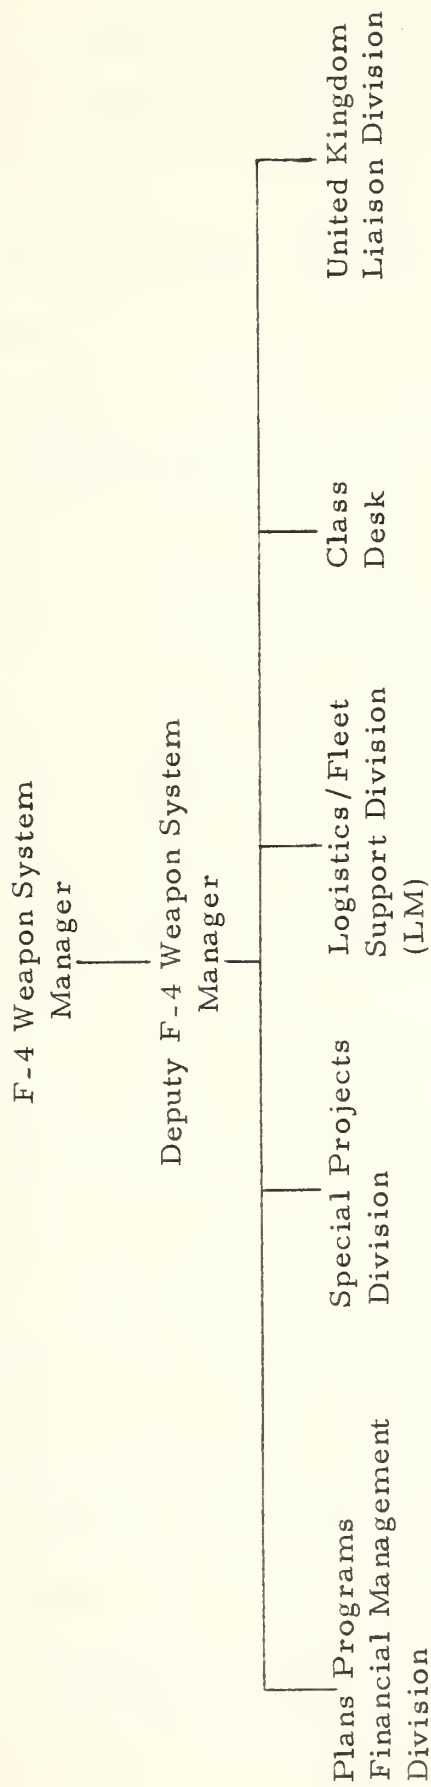 F-4 Weapon System
Manager
Deputy F-4 Weapon System
Manager
Plans Programs
Financial Management
Division
Special Projects
Division
Logistics/Fleet
Support Division
(LM)
Class
Desk
United Kingdom
Liaison Division